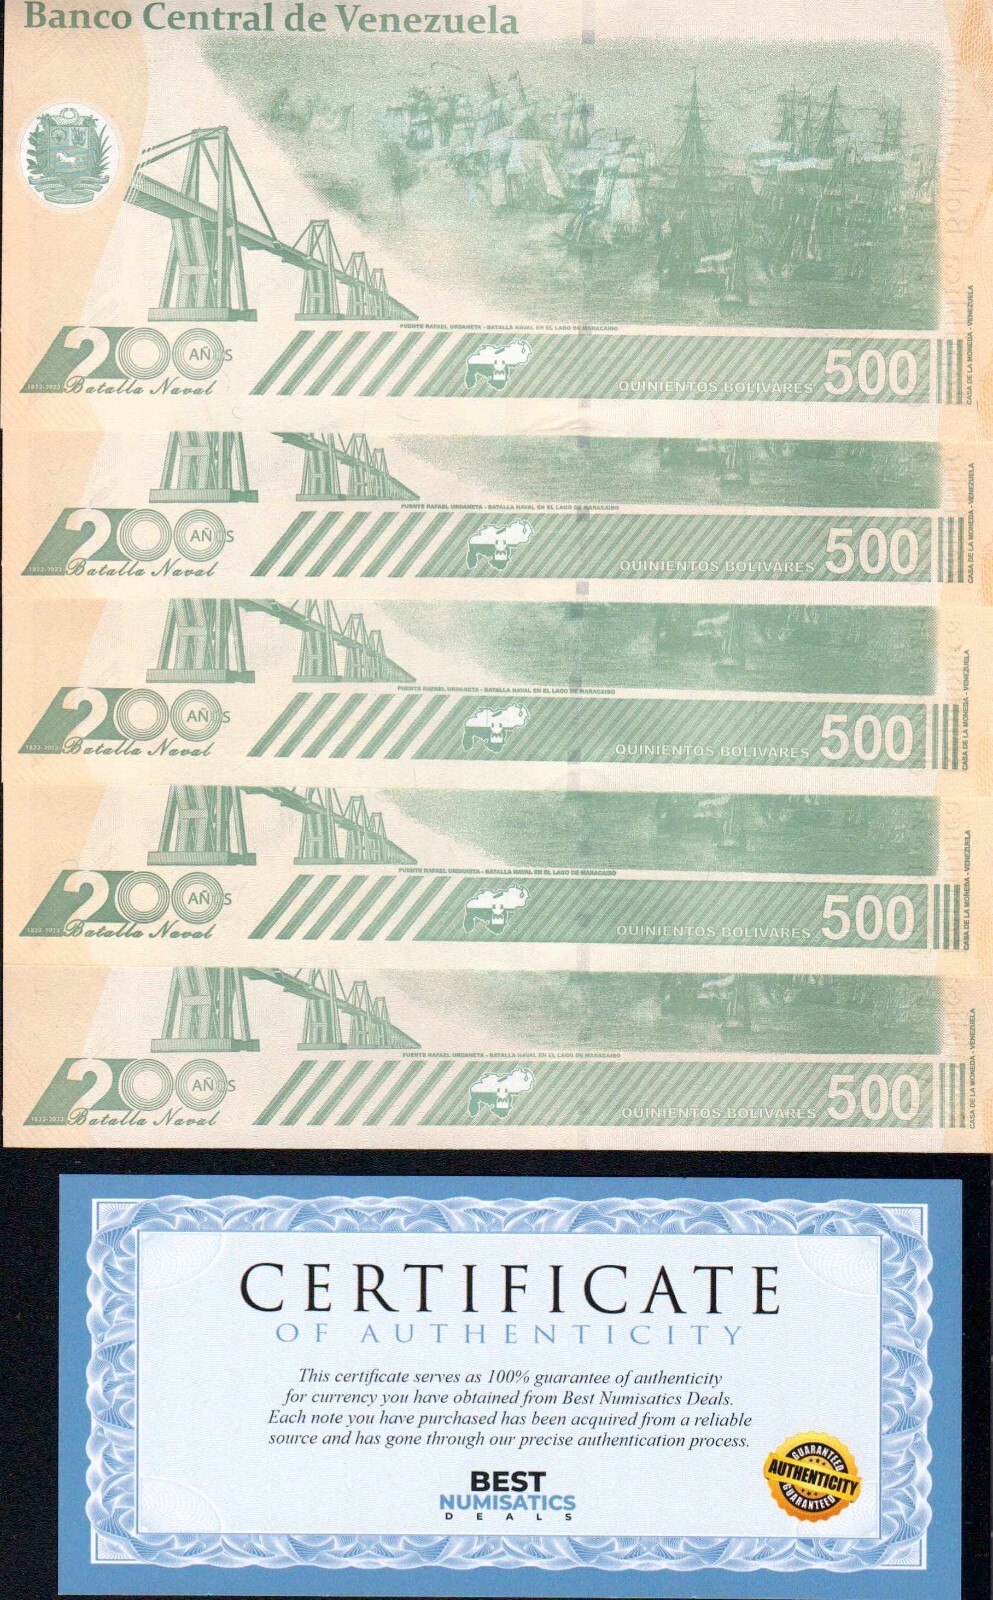 Banco Central de Venezuela
PUENTE RAFAEL URDANETA - BATALLA NAVAL EN EL LAGO DE MARACAIBO
200 AÑOS
1823-2023 Batalla Naval
QUINIENTOS BOLÍVARES 500
CASA DE LA MONEDA - VENEZUELA
PUENTE RAFAEL URDANETA - BATALLA NAVAL EN EL LAGO DE MARACAIBO
200 AÑOS
1823-2023 Batalla Naval
QUINIENTOS BOLÍVARES 500
CASA DE LA MONEDA - VENEZUELA
PUENTE RAFAEL URDANETA - BATALLA NAVAL EN EL LAGO DE MARACAIBO
200 AÑOS
1823-2023 Batalla Naval
QUINIENTOS BOLÍVARES 500
CASA DE LA MONEDA - VENEZUELA
PUENTE RAFAEL URDANETA - BATALLA NAVAL EN EL LAGO DE MARACAIBO
200 AÑOS
1823-2023 Batalla Naval
QUINIENTOS BOLÍVARES 500
CASA DE LA MONEDA - VENEZUELA
PUENTE RAFAEL URDANETA - BATALLA NAVAL EN EL LAGO DE MARACAIBO
200 AÑOS
1823-2023 Batalla Naval
QUINIENTOS BOLÍVARES 500
CASA DE LA MONEDA - VENEZUELA
CERTIFICATE
OF AUTHENTICITY
This certificate serves as 100% guarantee of authenticity
for currency you have obtained from Best Numisatics Deals.
Each note you have purchased has been acquired from a reliable
source and has gone through our precise authentication process.
BEST
NUMISATICS
DEALS
GUARANTEED
AUTHENTICITY
GUARANTEED